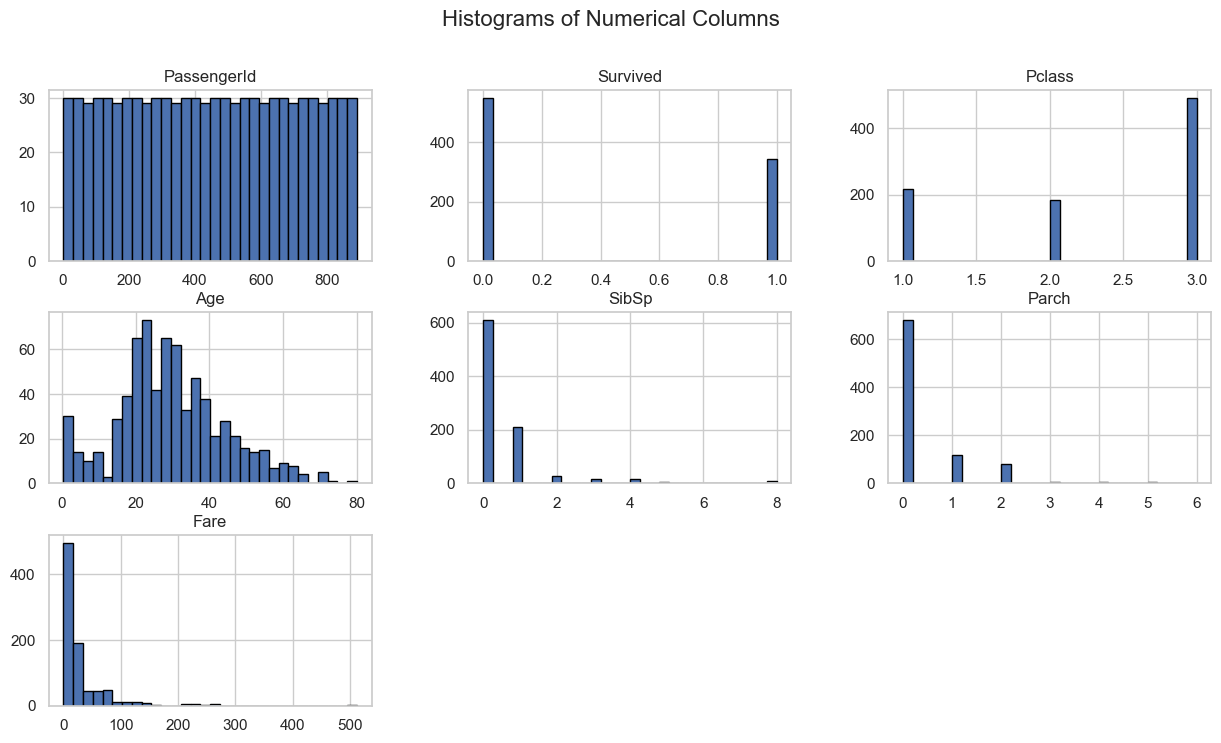 Histograms of Numerical Columns
PassengerId
30
20
10
0
0 200 400 600 800
Survived
400
200
0
0.0 0.2 0.4 0.6 0.8 1.0
Pclass
400
200
0
1.0 1.5 2.0 2.5 3.0
Age
60
40
20
0
0 20 40 60 80
SibSp
600
400
200
0
0 2 4 6 8
Parch
600
400
200
0
0 1 2 3 4 5 6
Fare
400
200
0
0 100 200 300 400 500